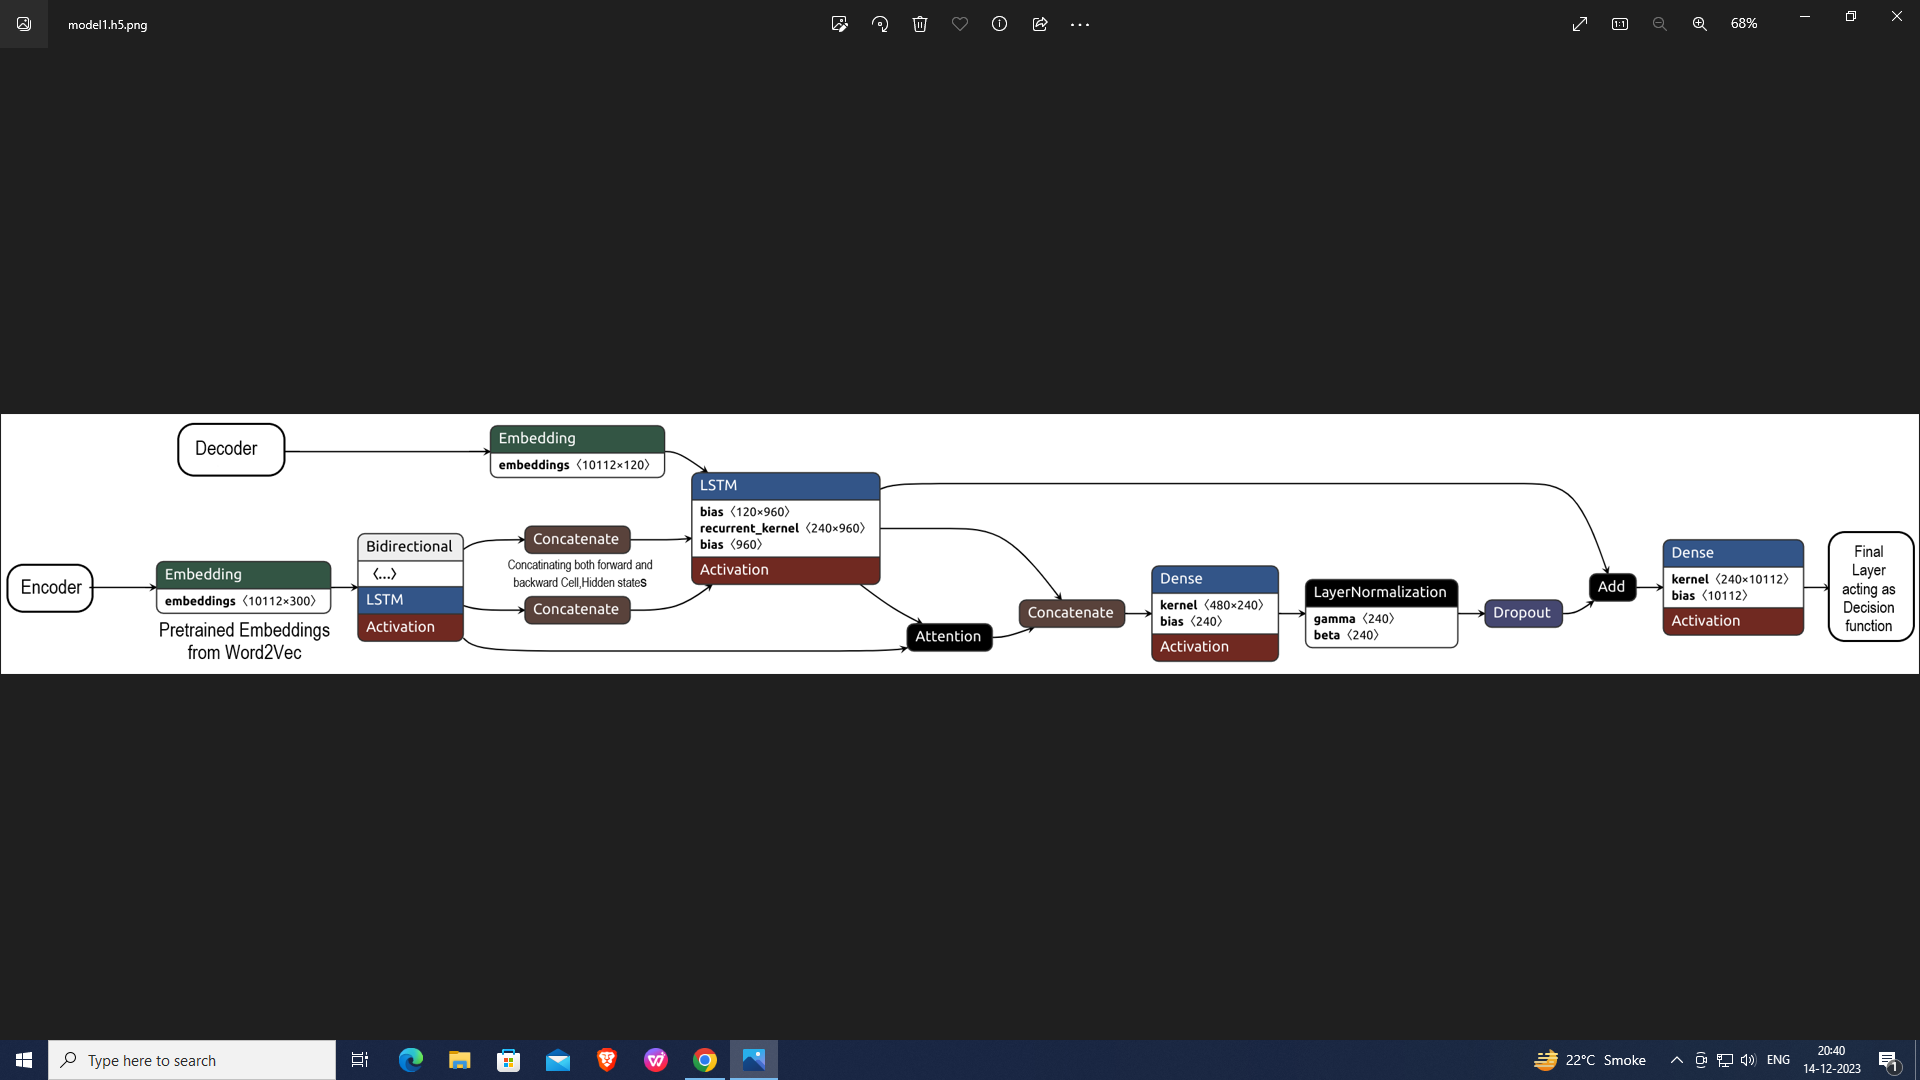 model1.h5.png
68%
Decoder
Embedding
embeddings〈10112×120〉
LSTM
bias〈120×960〉
recurrent_kernel〈240×960〉
bias〈960〉
Activation
Encoder
Embedding
embeddings〈10112×300〉
Pretrained Embeddings
from Word2Vec
Bidirectional
〈...〉
LSTM
Activation
Concatenate
Concatinating both forward and
backward Cell,Hidden states
Concatenate
Attention
Concatenate
Dense
kernel〈480×240〉
bias〈240〉
Activation
LayerNormalization
gamma〈240〉
beta〈240〉
Dropout
Add
Dense
kernel〈240×10112〉
bias〈10112〉
Activation
Final
Layer
acting as
Decision
function
Type here to search
22°C Smoke
ENG
20:40
14-12-2023
1